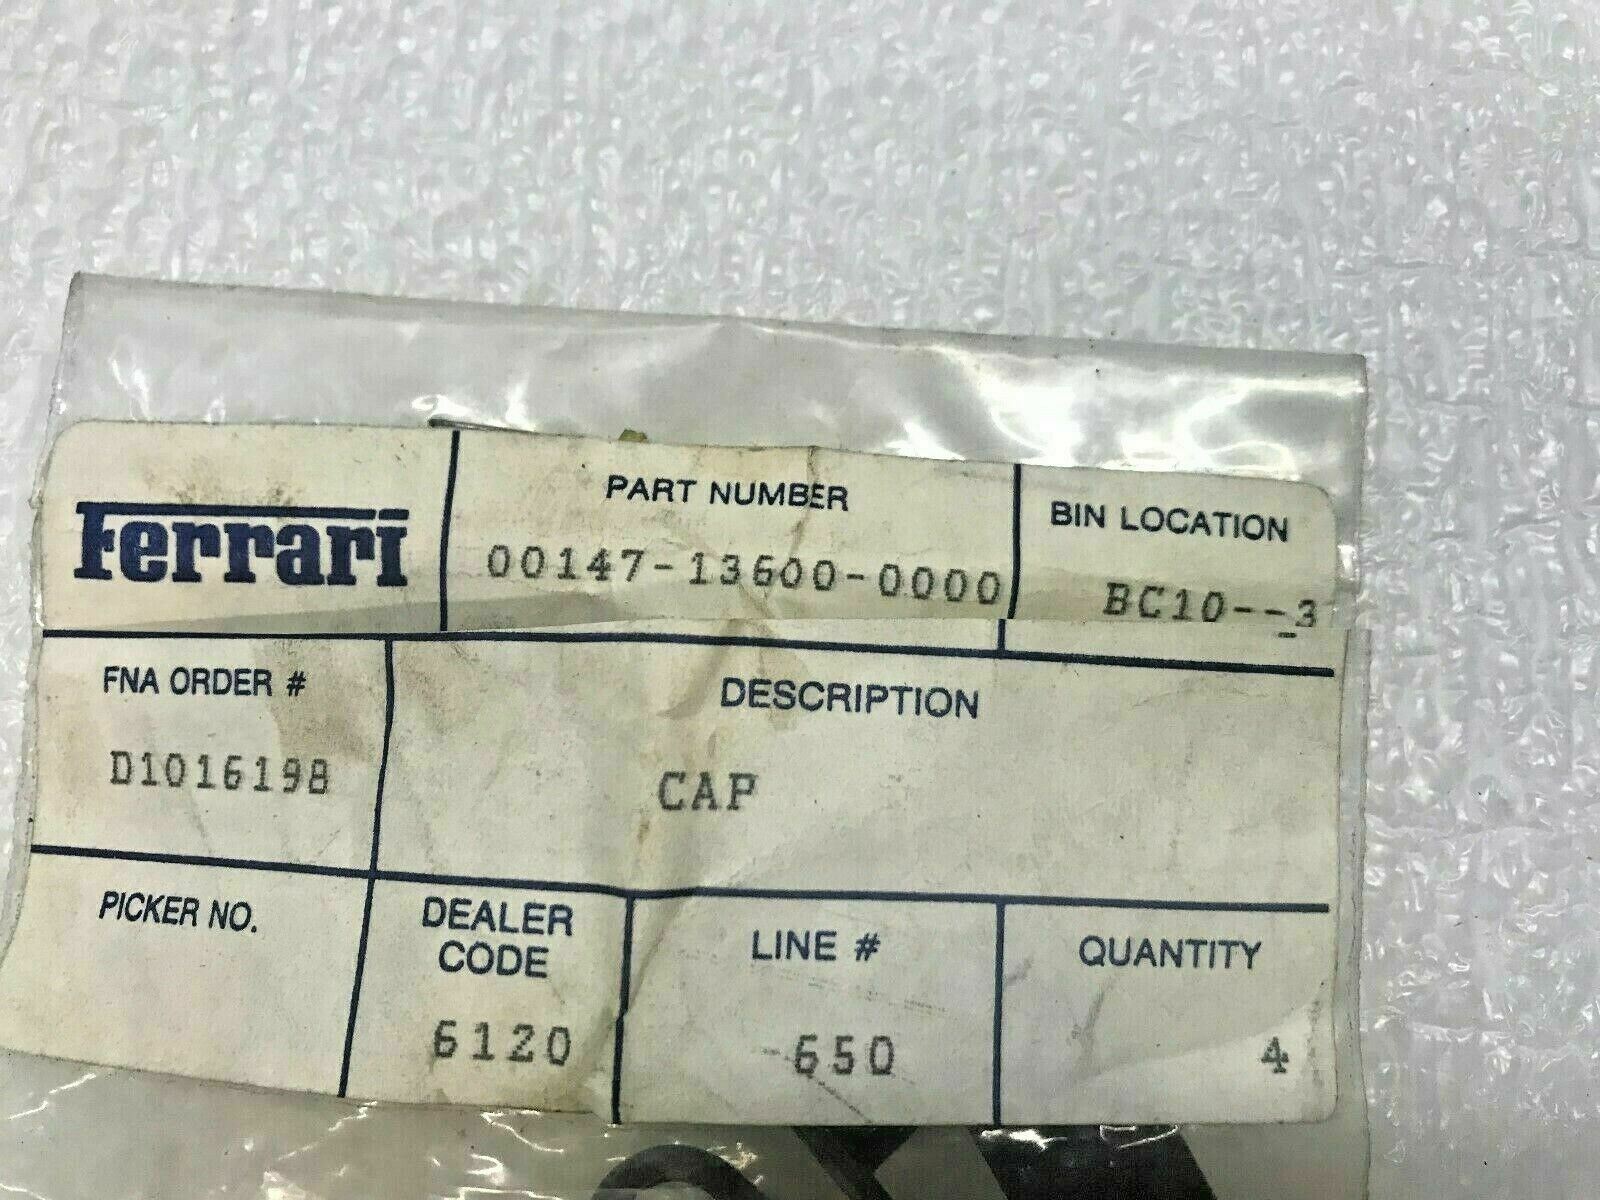 Ferrari
PART NUMBER
00147-13600-0000
BIN LOCATION
BC10--3
FNA ORDER #
D1016198
DESCRIPTION
CAP
PICKER NO.
DEALER
CODE
6120
LINE #
650
QUANTITY
4